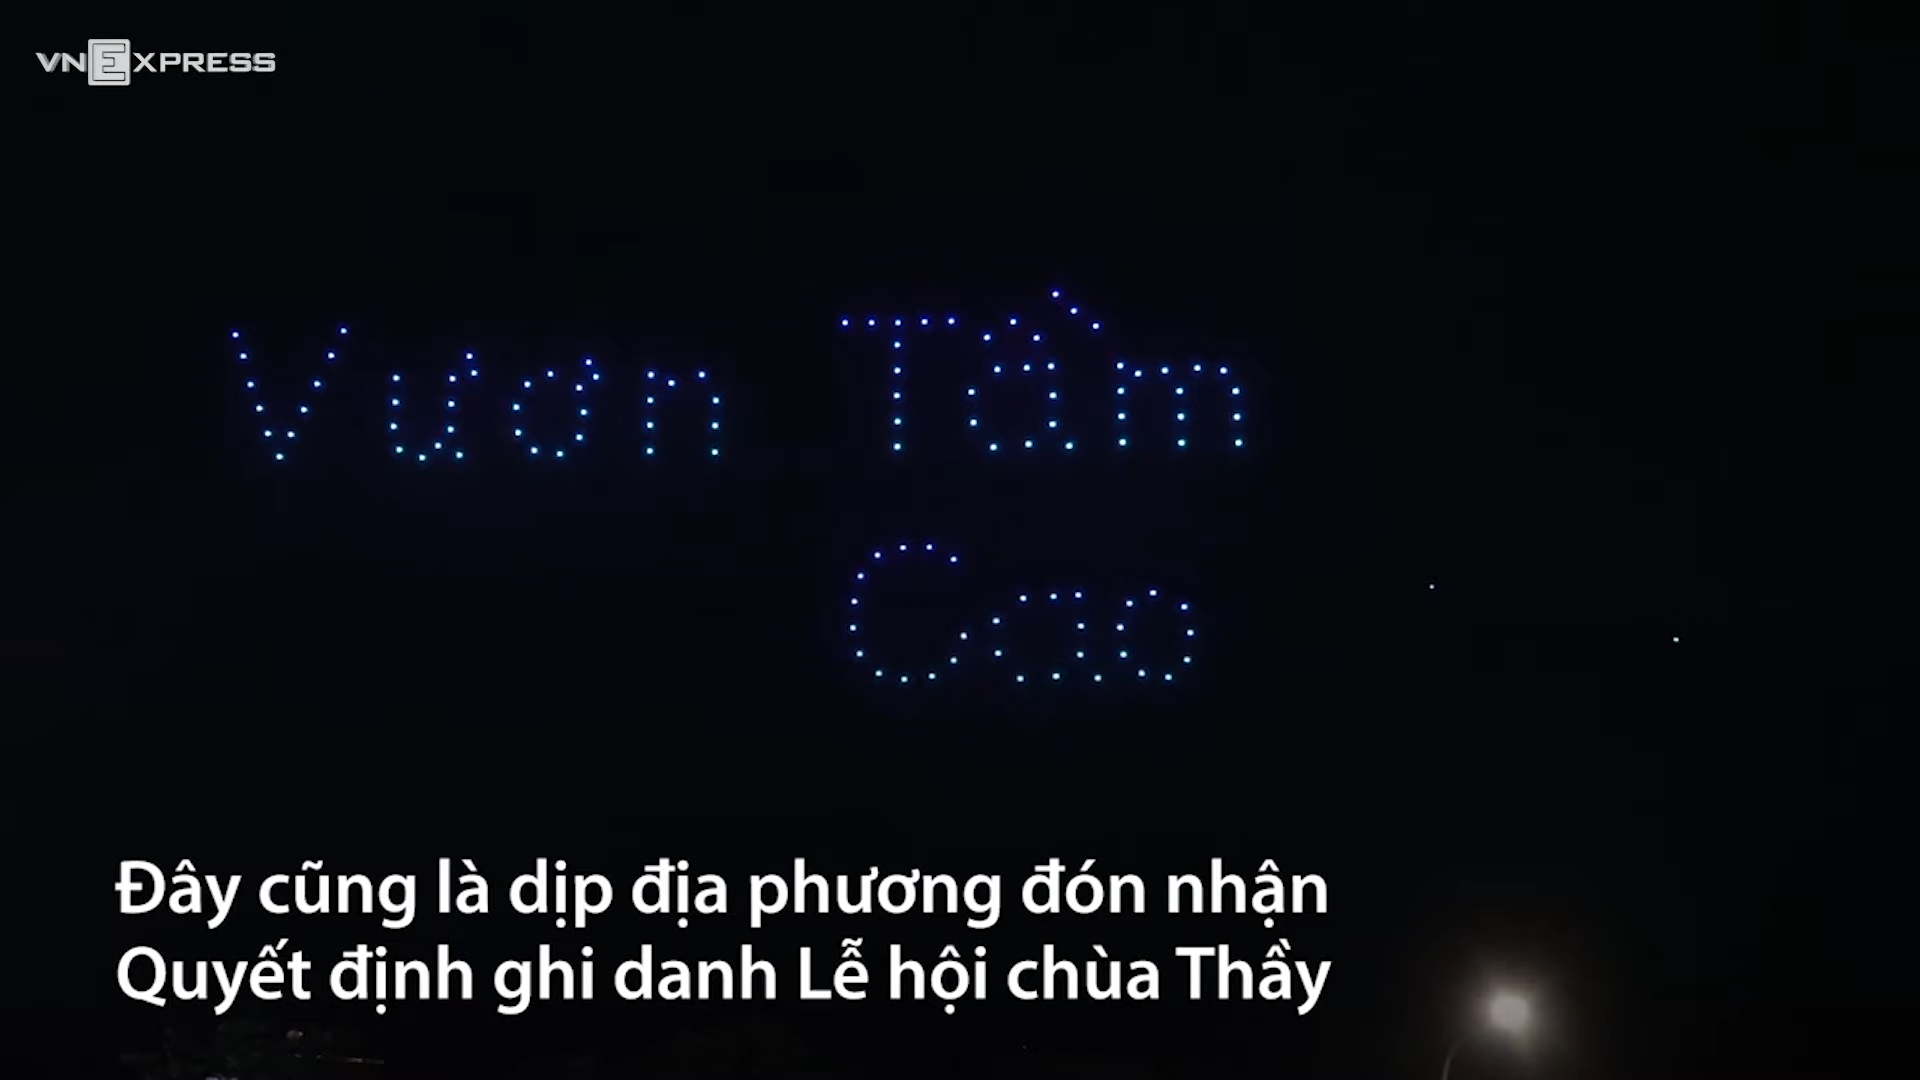 VNEXPRESS
Vươn Tầm
Cao
Đây cũng là dịp địa phương đón nhận
Quyết định ghi danh Lễ hội chùa Thầy